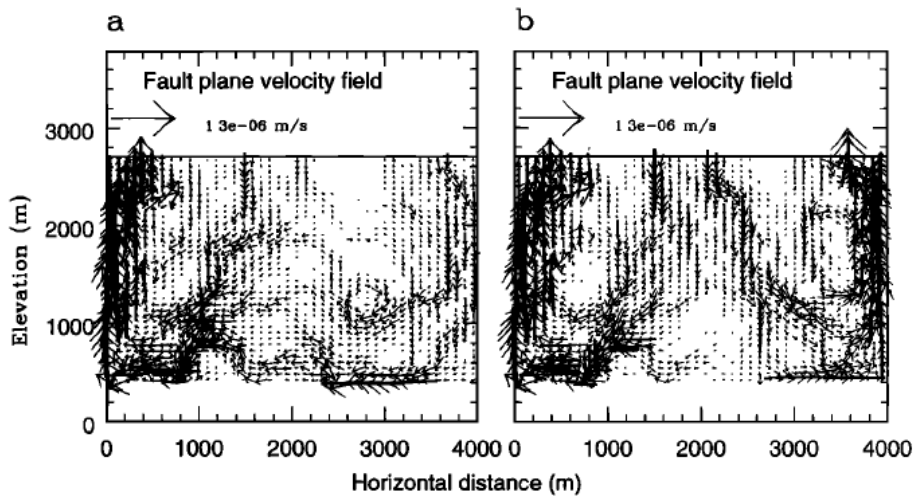 a
b
Fault plane velocity field
Fault plane velocity field
1 3e-06 m/s
1 3e-06 m/s
Elevation (m)
3000
2000
1000
0
0 1000 2000 3000 4000
0 1000 2000 3000 4000
Horizontal distance (m)